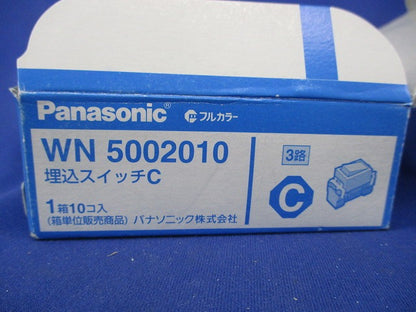 Panasonic® フルカラー
WN 5002010
埋込スイッチC
3路
C
1箱10コ入
(箱単位販売商品) パナソニック株式会社